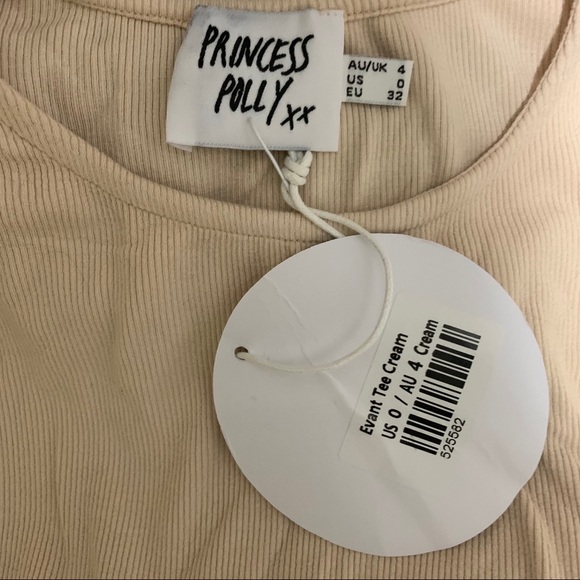 PRINCESS
POLLY xx
AU/UK 4
US 0
EU 32
Evant Tee Cream
US 0 / AU 4 Cream
525582